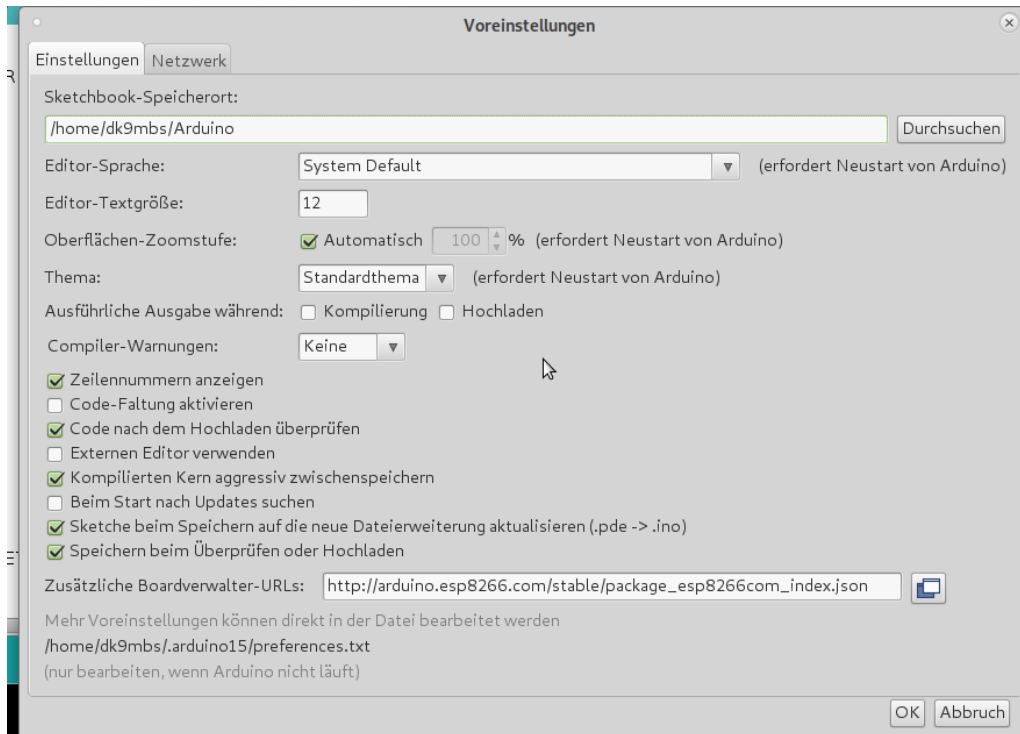 Voreinstellungen
Einstellungen Netzwerk
R
Sketchbook-Speicherort:
/home/dk9mbs/Arduino Durchsuchen
Editor-Sprache: System Default (erfordert Neustart von Arduino)
Editor-Textgröße: 12
Oberflächen-Zoomstufe: Automatisch 100 % (erfordert Neustart von Arduino)
Thema: Standardthema (erfordert Neustart von Arduino)
Ausführliche Ausgabe während: Kompilierung Hochladen
Compiler-Warnungen: Keine
Zeilennummern anzeigen
Code-Faltung aktivieren
Code nach dem Hochladen überprüfen
Externen Editor verwenden
Kompilierten Kern aggressiv zwischenspeichern
Beim Start nach Updates suchen
Sketche beim Speichern auf die neue Dateierweiterung aktualisieren (.pde -> .ino)
Speichern beim Überprüfen oder Hochladen
Zusätzliche Boardverwalter-URLs: http://arduino.esp8266.com/stable/package_esp8266com_index.json
Mehr Voreinstellungen können direkt in der Datei bearbeitet werden
/home/dk9mbs/.arduino15/preferences.txt
(nur bearbeiten, wenn Arduino nicht läuft)
OK Abbruch